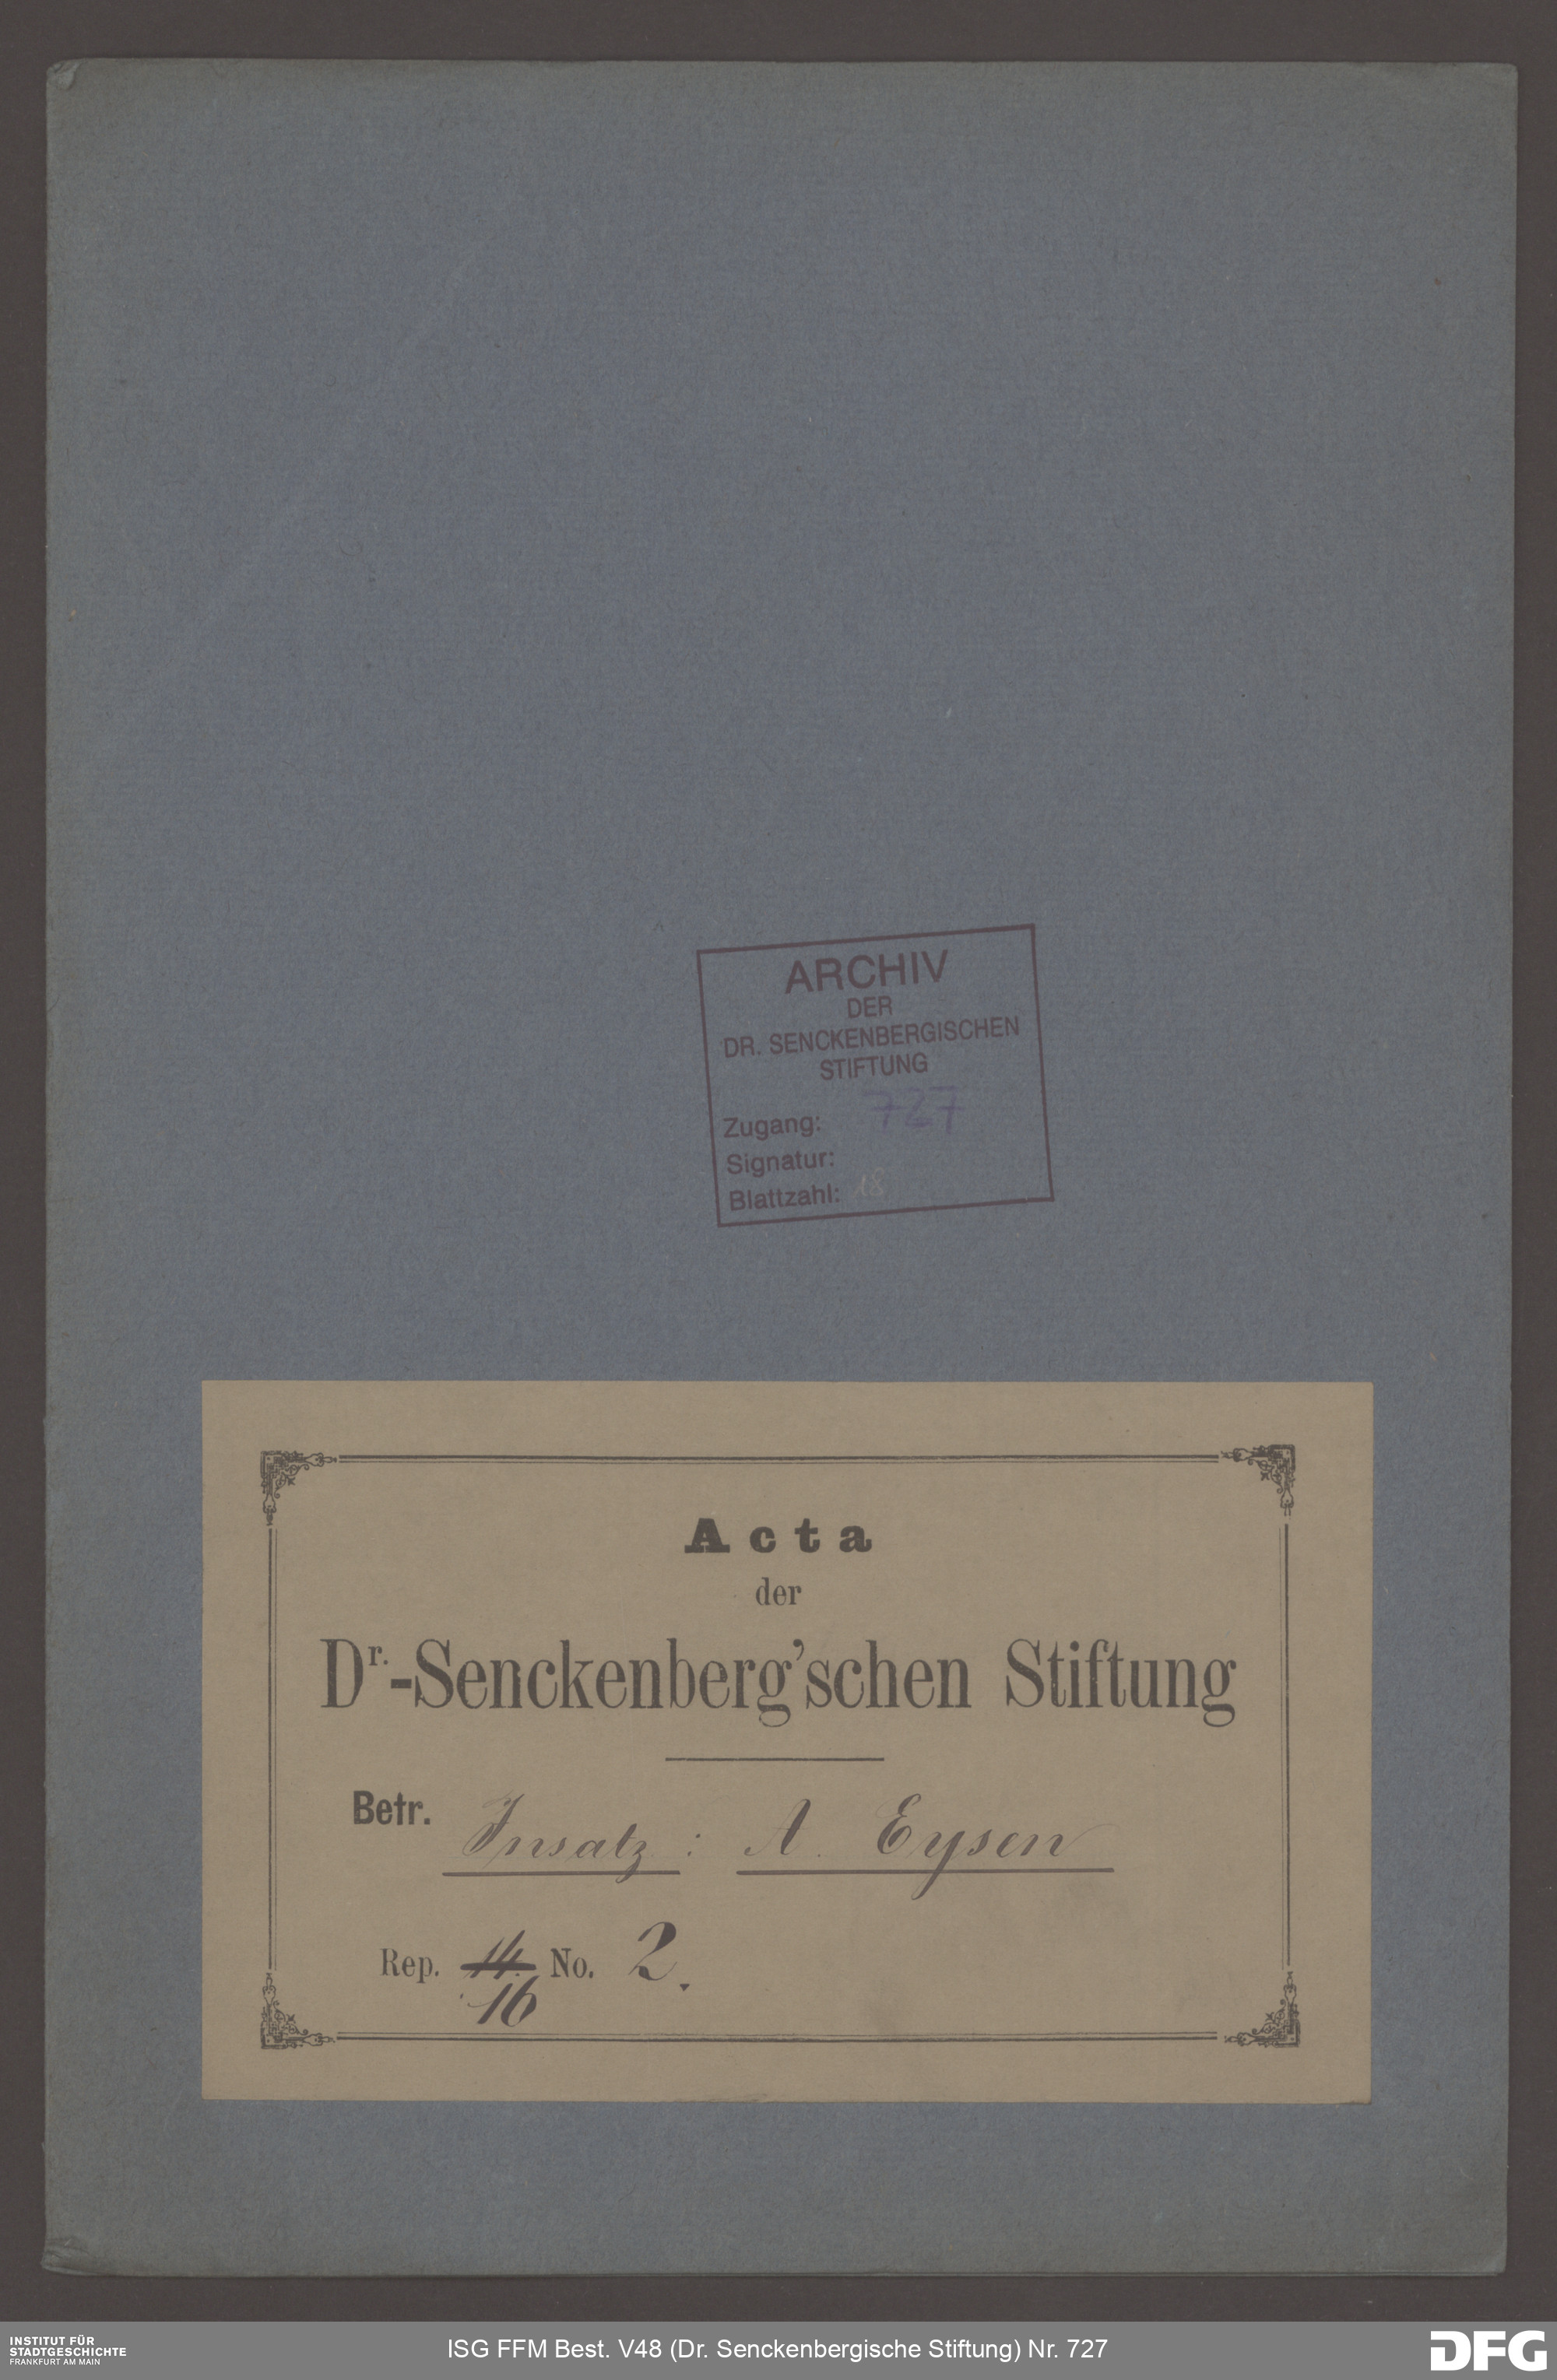 ARCHIV
DER
DR. SENCKENBERGISCHEN
STIFTUNG
Zugang: 727
Signatur:
Blattzahl: 18
Acta
der
Dr.-Senckenberg'schen Stiftung
Betr. Insatz: A. Eysen
Rep. 14. No. 2.
16
INSTITUT FÜR
STADTGESCHICHTE
FRANKFURT AM MAIN
ISG FFM Best. V48 (Dr. Senckenbergische Stiftung) Nr. 727
DFG